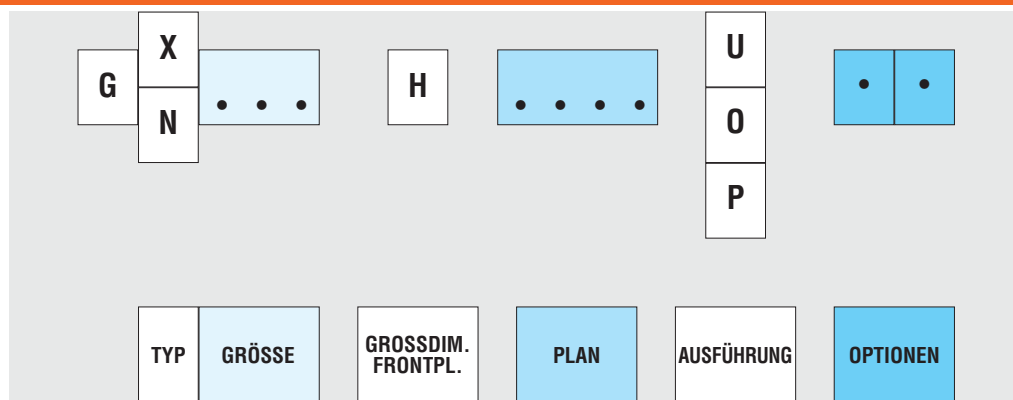 X
G
N
• • •
H
• • • •
U
O
P
• •
TYP
GRÖSSE
GROSSDIM.
FRONTPL.
PLAN
AUSFÜHRUNG
OPTIONEN